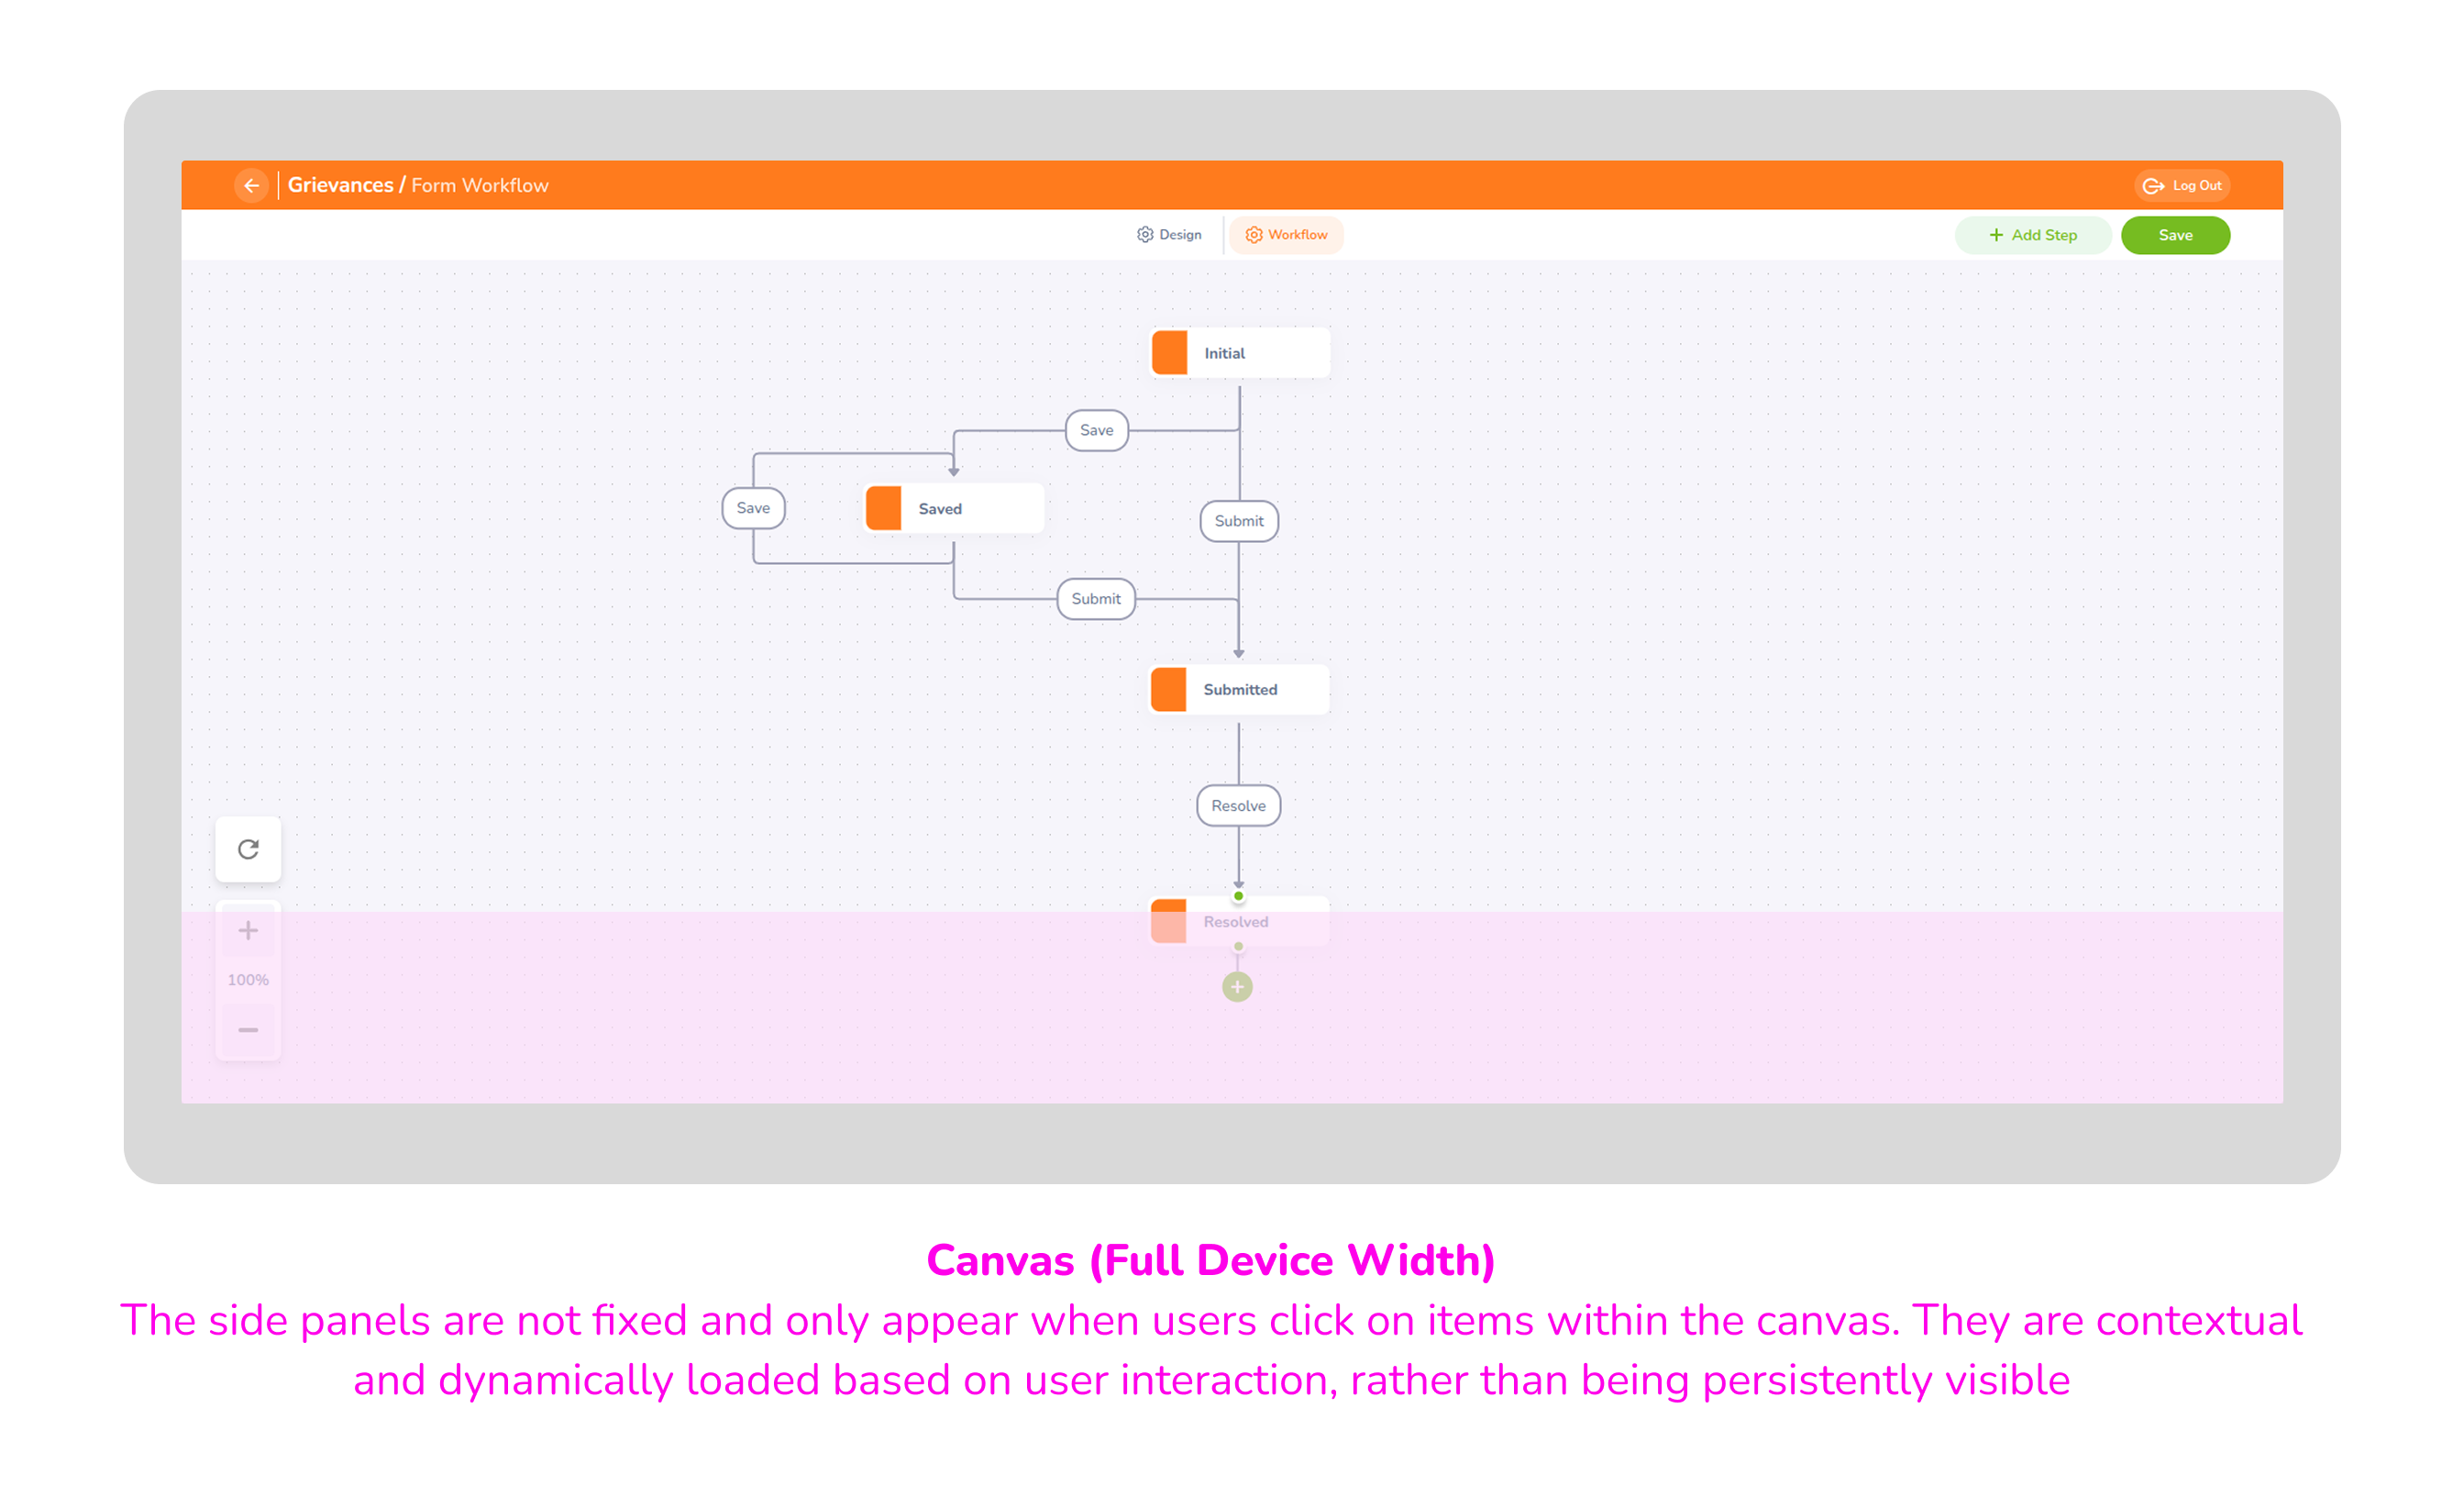 Grievances / Form Workflow
Log Out
Design
Workflow
+ Add Step
Save
Initial
Save
Save
Saved
Submit
Submit
Submitted
Resolve
Resolved
100%
Canvas (Full Device Width)
The side panels are not fixed and only appear when users click on items within the canvas. They are contextual
and dynamically loaded based on user interaction, rather than being persistently visible